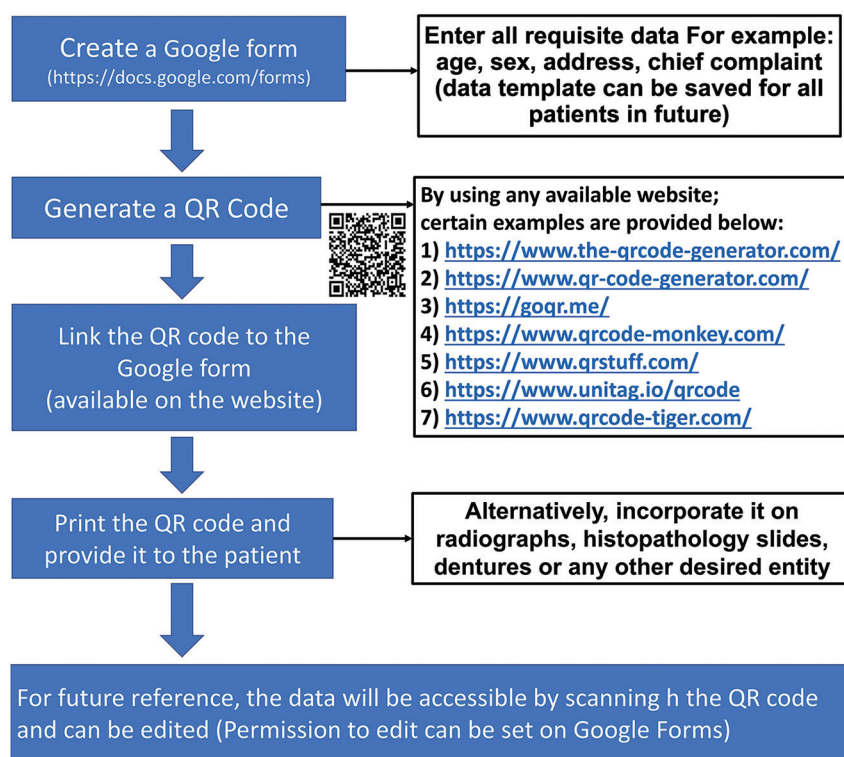 Create a Google form
(https://docs.google.com/forms)
Enter all requisite data For example:
age, sex, address, chief complaint
(data template can be saved for all
patients in future)
Generate a QR Code
By using any available website;
certain examples are provided below:
1) https://www.the-qrcode-generator.com/
2) https://www.qr-code-generator.com/
3) https://goqr.me/
4) https://www.qrcode-monkey.com/
5) https://www.qrstuff.com/
6) https://www.unitag.io/qrcode
7) https://www.qrcode-tiger.com/
Link the QR code to the
Google form
(available on the website)
Print the QR code and
provide it to the patient
Alternatively, incorporate it on
radiographs, histopathology slides,
dentures or any other desired entity
For future reference, the data will be accessible by scanning h the QR code
and can be edited (Permission to edit can be set on Google Forms)